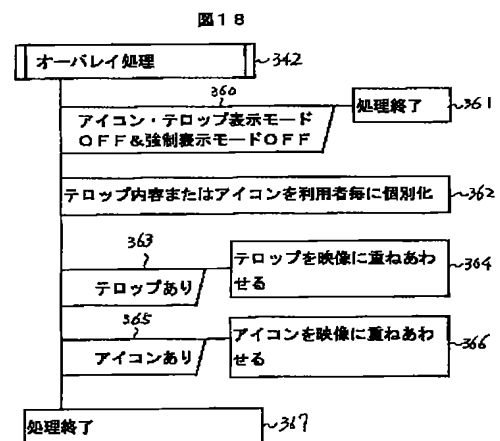 図18
オーバレイ処理
342
360
アイコン・テロップ表示モード
OFF&強制表示モードOFF
処理終了
361
テロップ内容またはアイコンを利用者毎に個別化
362
363
テロップあり
テロップを映像に重ねあわ
せる
364
365
アイコンあり
アイコンを映像に重ねあわ
せる
366
処理終了
367